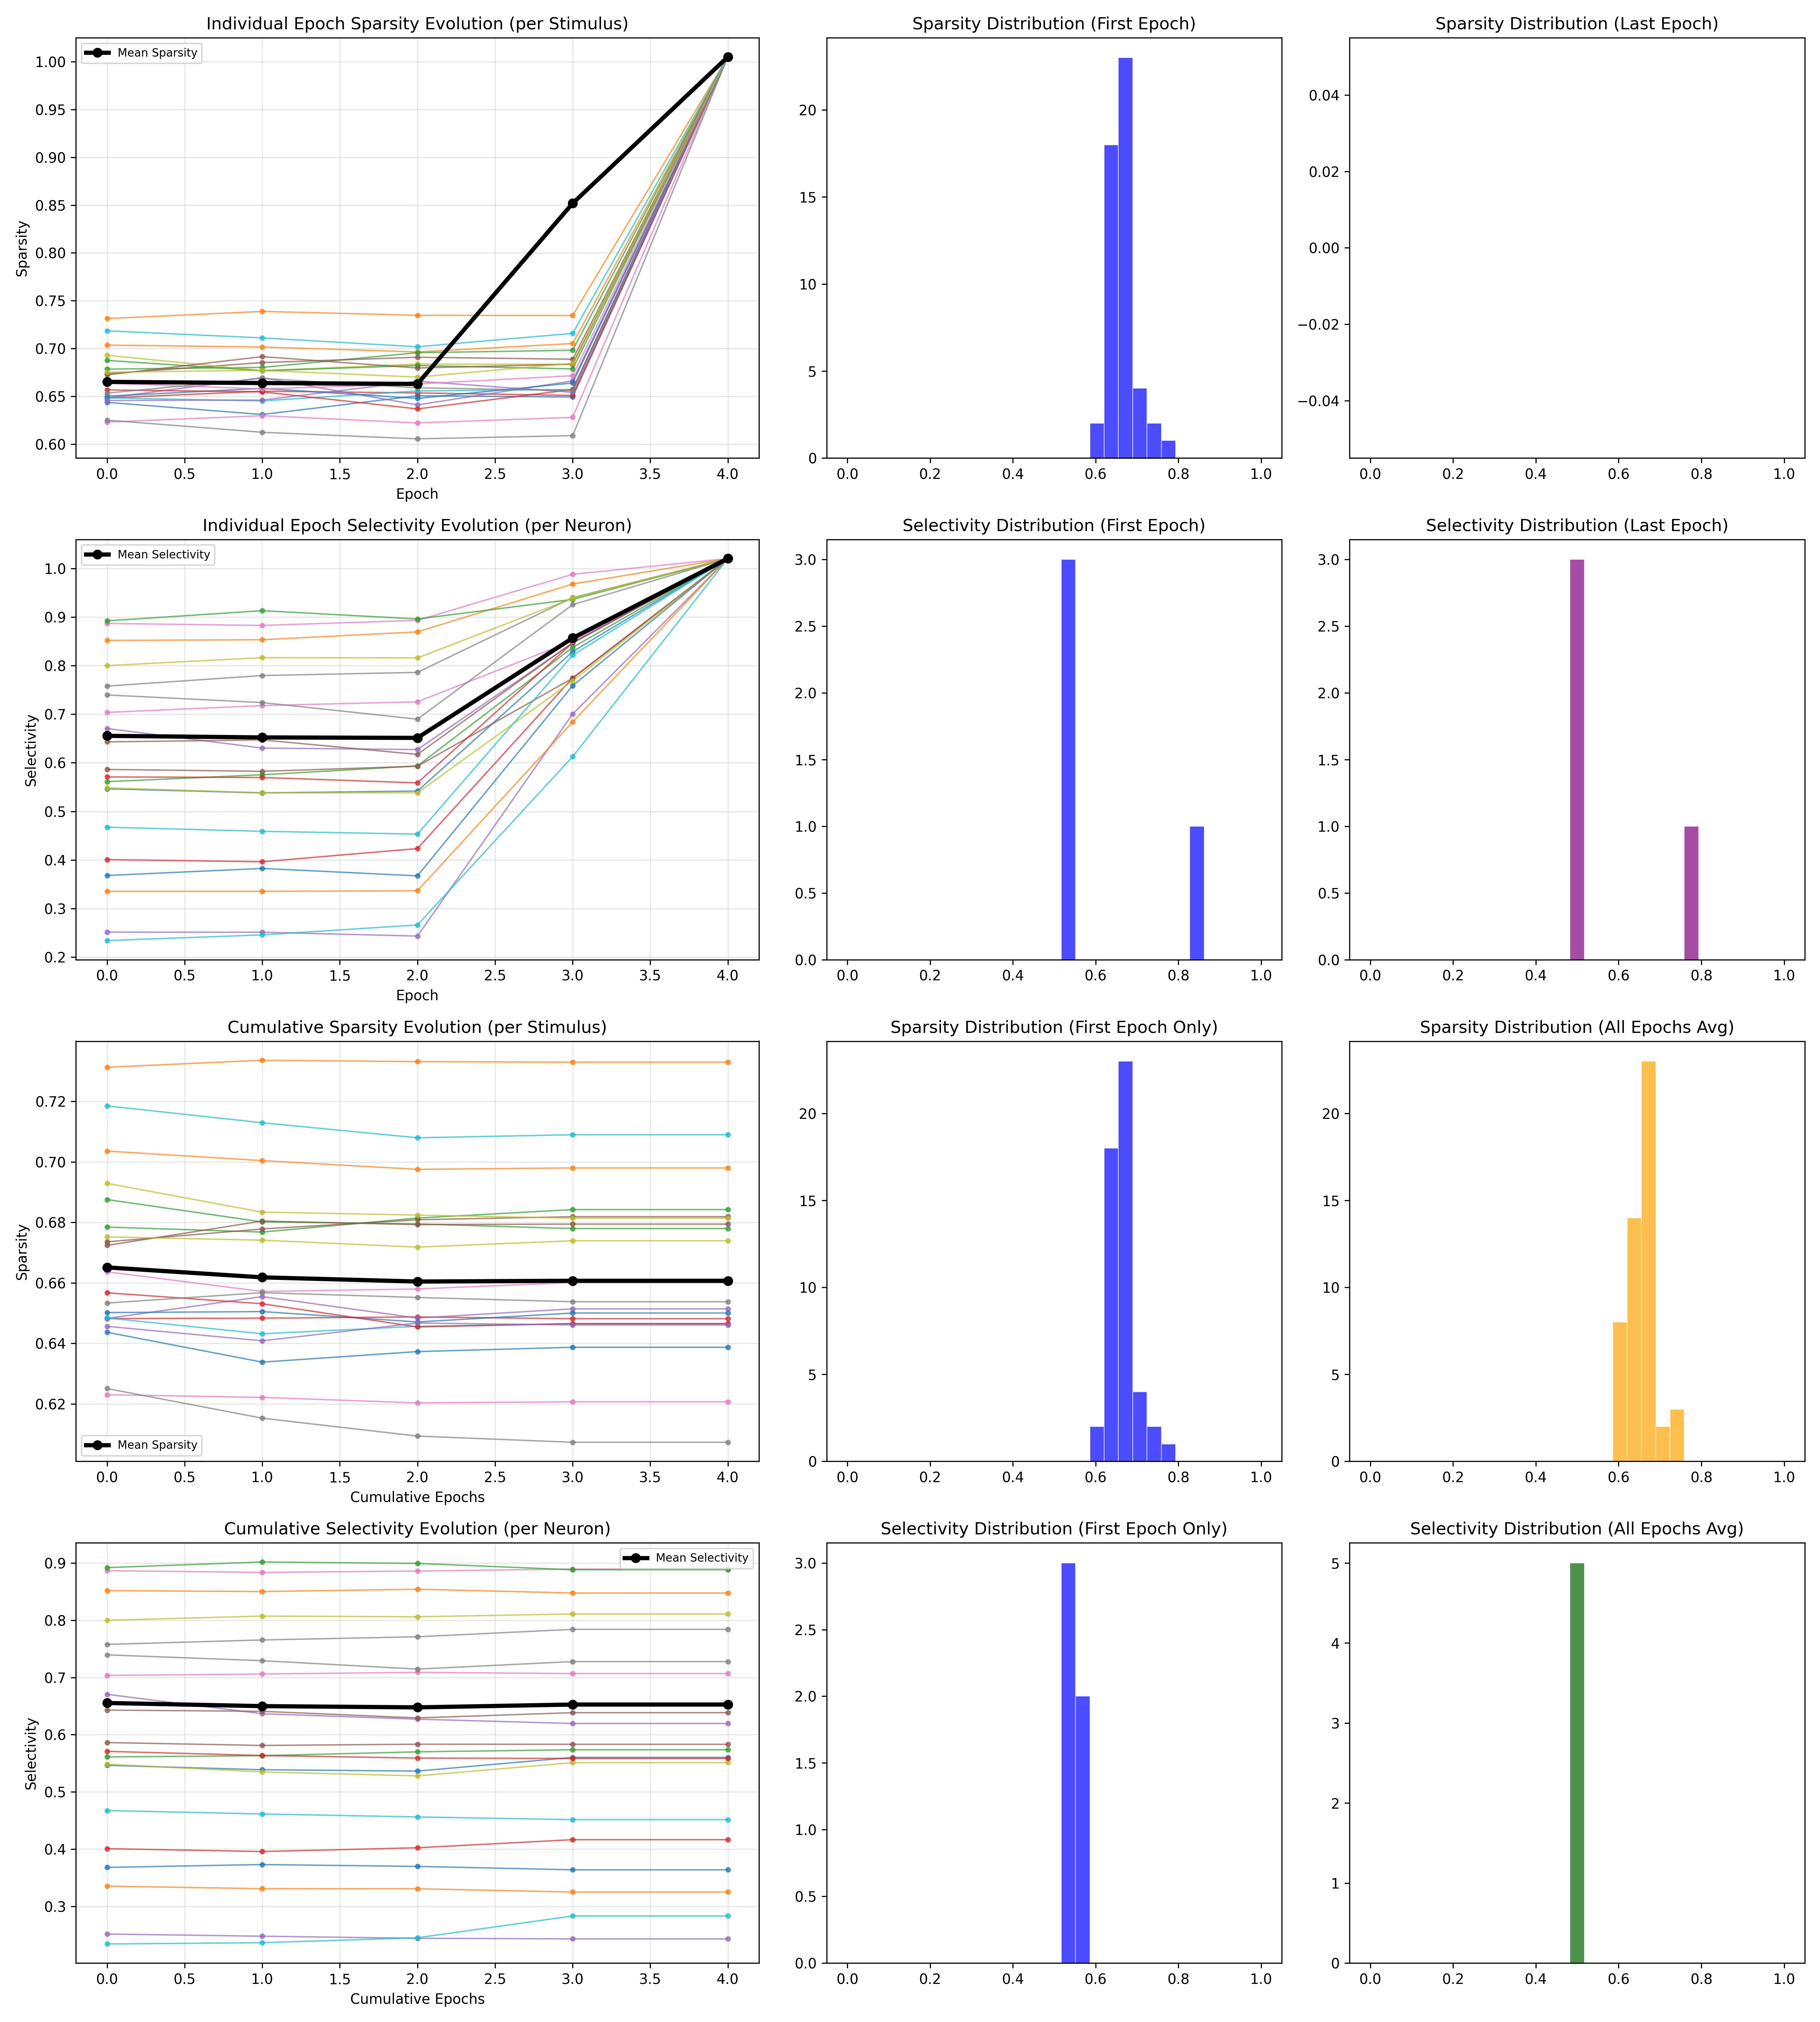 Individual Epoch Sparsity Evolution (per Stimulus)
Mean Sparsity
Sparsity
1.00
0.95
0.90
0.85
0.80
0.75
0.70
0.65
0.60
0.0 0.5 1.0 1.5 2.0 2.5 3.0 3.5 4.0
Epoch
Sparsity Distribution (First Epoch)
20
15
10
5
0
0.0 0.2 0.4 0.6 0.8 1.0
Sparsity Distribution (Last Epoch)
0.04
0.02
0.00
−0.02
−0.04
0.0 0.2 0.4 0.6 0.8 1.0
Individual Epoch Selectivity Evolution (per Neuron)
Mean Selectivity
Selectivity
1.0
0.9
0.8
0.7
0.6
0.5
0.4
0.3
0.2
0.0 0.5 1.0 1.5 2.0 2.5 3.0 3.5 4.0
Epoch
Selectivity Distribution (First Epoch)
3.0
2.5
2.0
1.5
1.0
0.5
0.0
0.0 0.2 0.4 0.6 0.8 1.0
Selectivity Distribution (Last Epoch)
3.0
2.5
2.0
1.5
1.0
0.5
0.0
0.0 0.2 0.4 0.6 0.8 1.0
Cumulative Sparsity Evolution (per Stimulus)
Sparsity
0.72
0.70
0.68
0.66
0.64
0.62
Mean Sparsity
0.0 0.5 1.0 1.5 2.0 2.5 3.0 3.5 4.0
Cumulative Epochs
Sparsity Distribution (First Epoch Only)
20
15
10
5
0
0.0 0.2 0.4 0.6 0.8 1.0
Sparsity Distribution (All Epochs Avg)
20
15
10
5
0
0.0 0.2 0.4 0.6 0.8 1.0
Cumulative Selectivity Evolution (per Neuron)
Mean Selectivity
Selectivity
0.9
0.8
0.7
0.6
0.5
0.4
0.3
0.0 0.5 1.0 1.5 2.0 2.5 3.0 3.5 4.0
Cumulative Epochs
Selectivity Distribution (First Epoch Only)
3.0
2.5
2.0
1.5
1.0
0.5
0.0
0.0 0.2 0.4 0.6 0.8 1.0
Selectivity Distribution (All Epochs Avg)
5
4
3
2
1
0
0.0 0.2 0.4 0.6 0.8 1.0